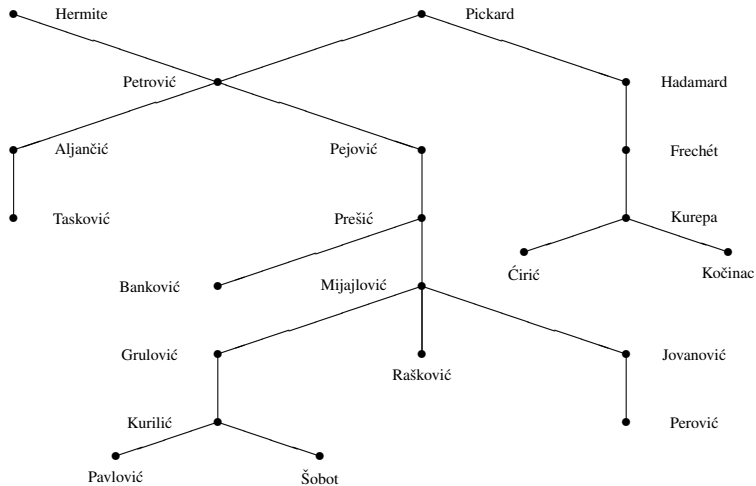 Hermite
Pickard
Petrović
Hadamard
Aljančić
Pejović
Frechét
Tasković
Prešić
Kurepa
Ćirić
Kočinac
Banković
Mijajlović
Grulović
Rašković
Jovanović
Kurilić
Perović
Pavlović
Šobot